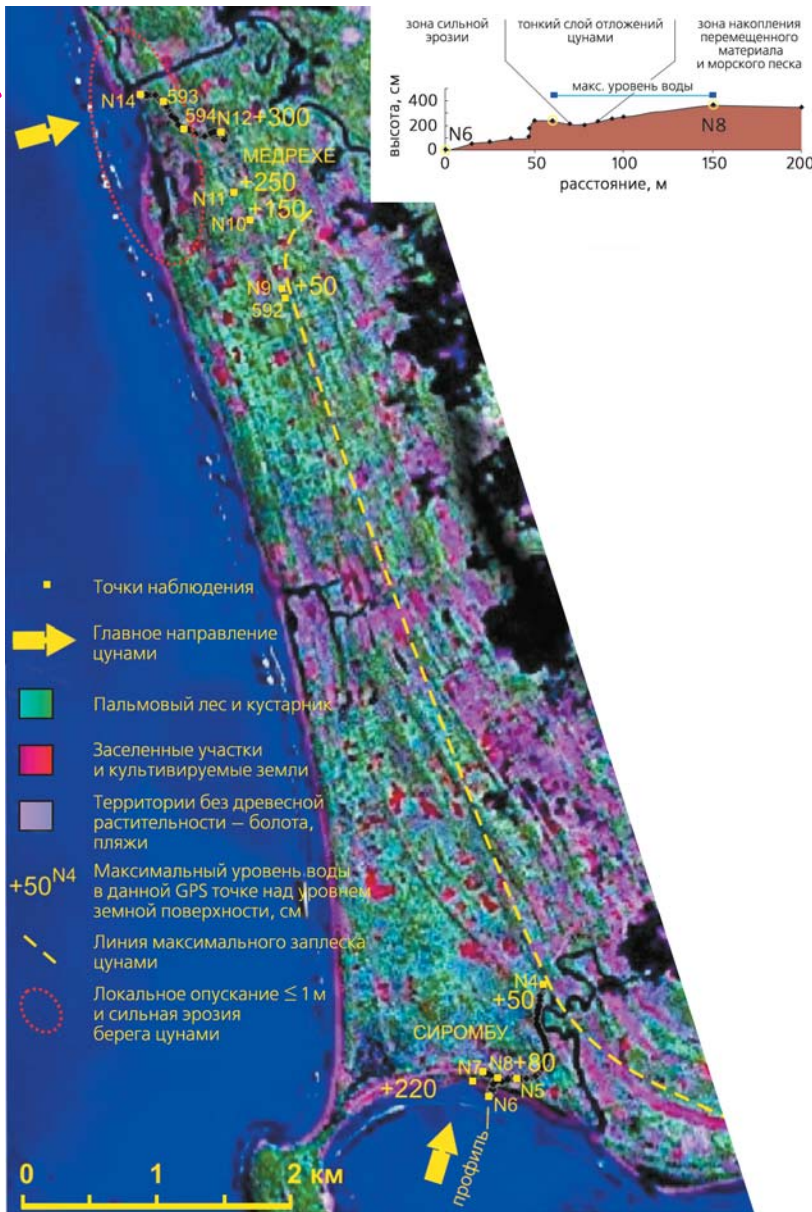 зона сильной
эрозии
тонкий слой отложений
цунами
зона накопления
перемещенного
материала
и морского песка
макс. уровень воды
высота, см
400
200
0
N6
N8
0
50
100
150
200
расстояние, м
N14
593
594
N12
+300
МЕДРЕХЕ
+250
N11
+150
N10
N9
+50
592
Точки наблюдения
Главное направление
цунами
Пальмовый лес и кустарник
Заселенные участки
и культивируемые земли
Территории без древесной
растительности – болота,
пляжи
+50 N4
Максимальный уровень воды
в данной GPS точке над уровнем
земной поверхности, см
Линия максимального заплеска
цунами
Локальное опускание ≤ 1 м
и сильная эрозия
берега цунами
N4
+50
СИРОМБУ
N7
N8
+80
+220
N5
N6
профиль
0
1
2 км